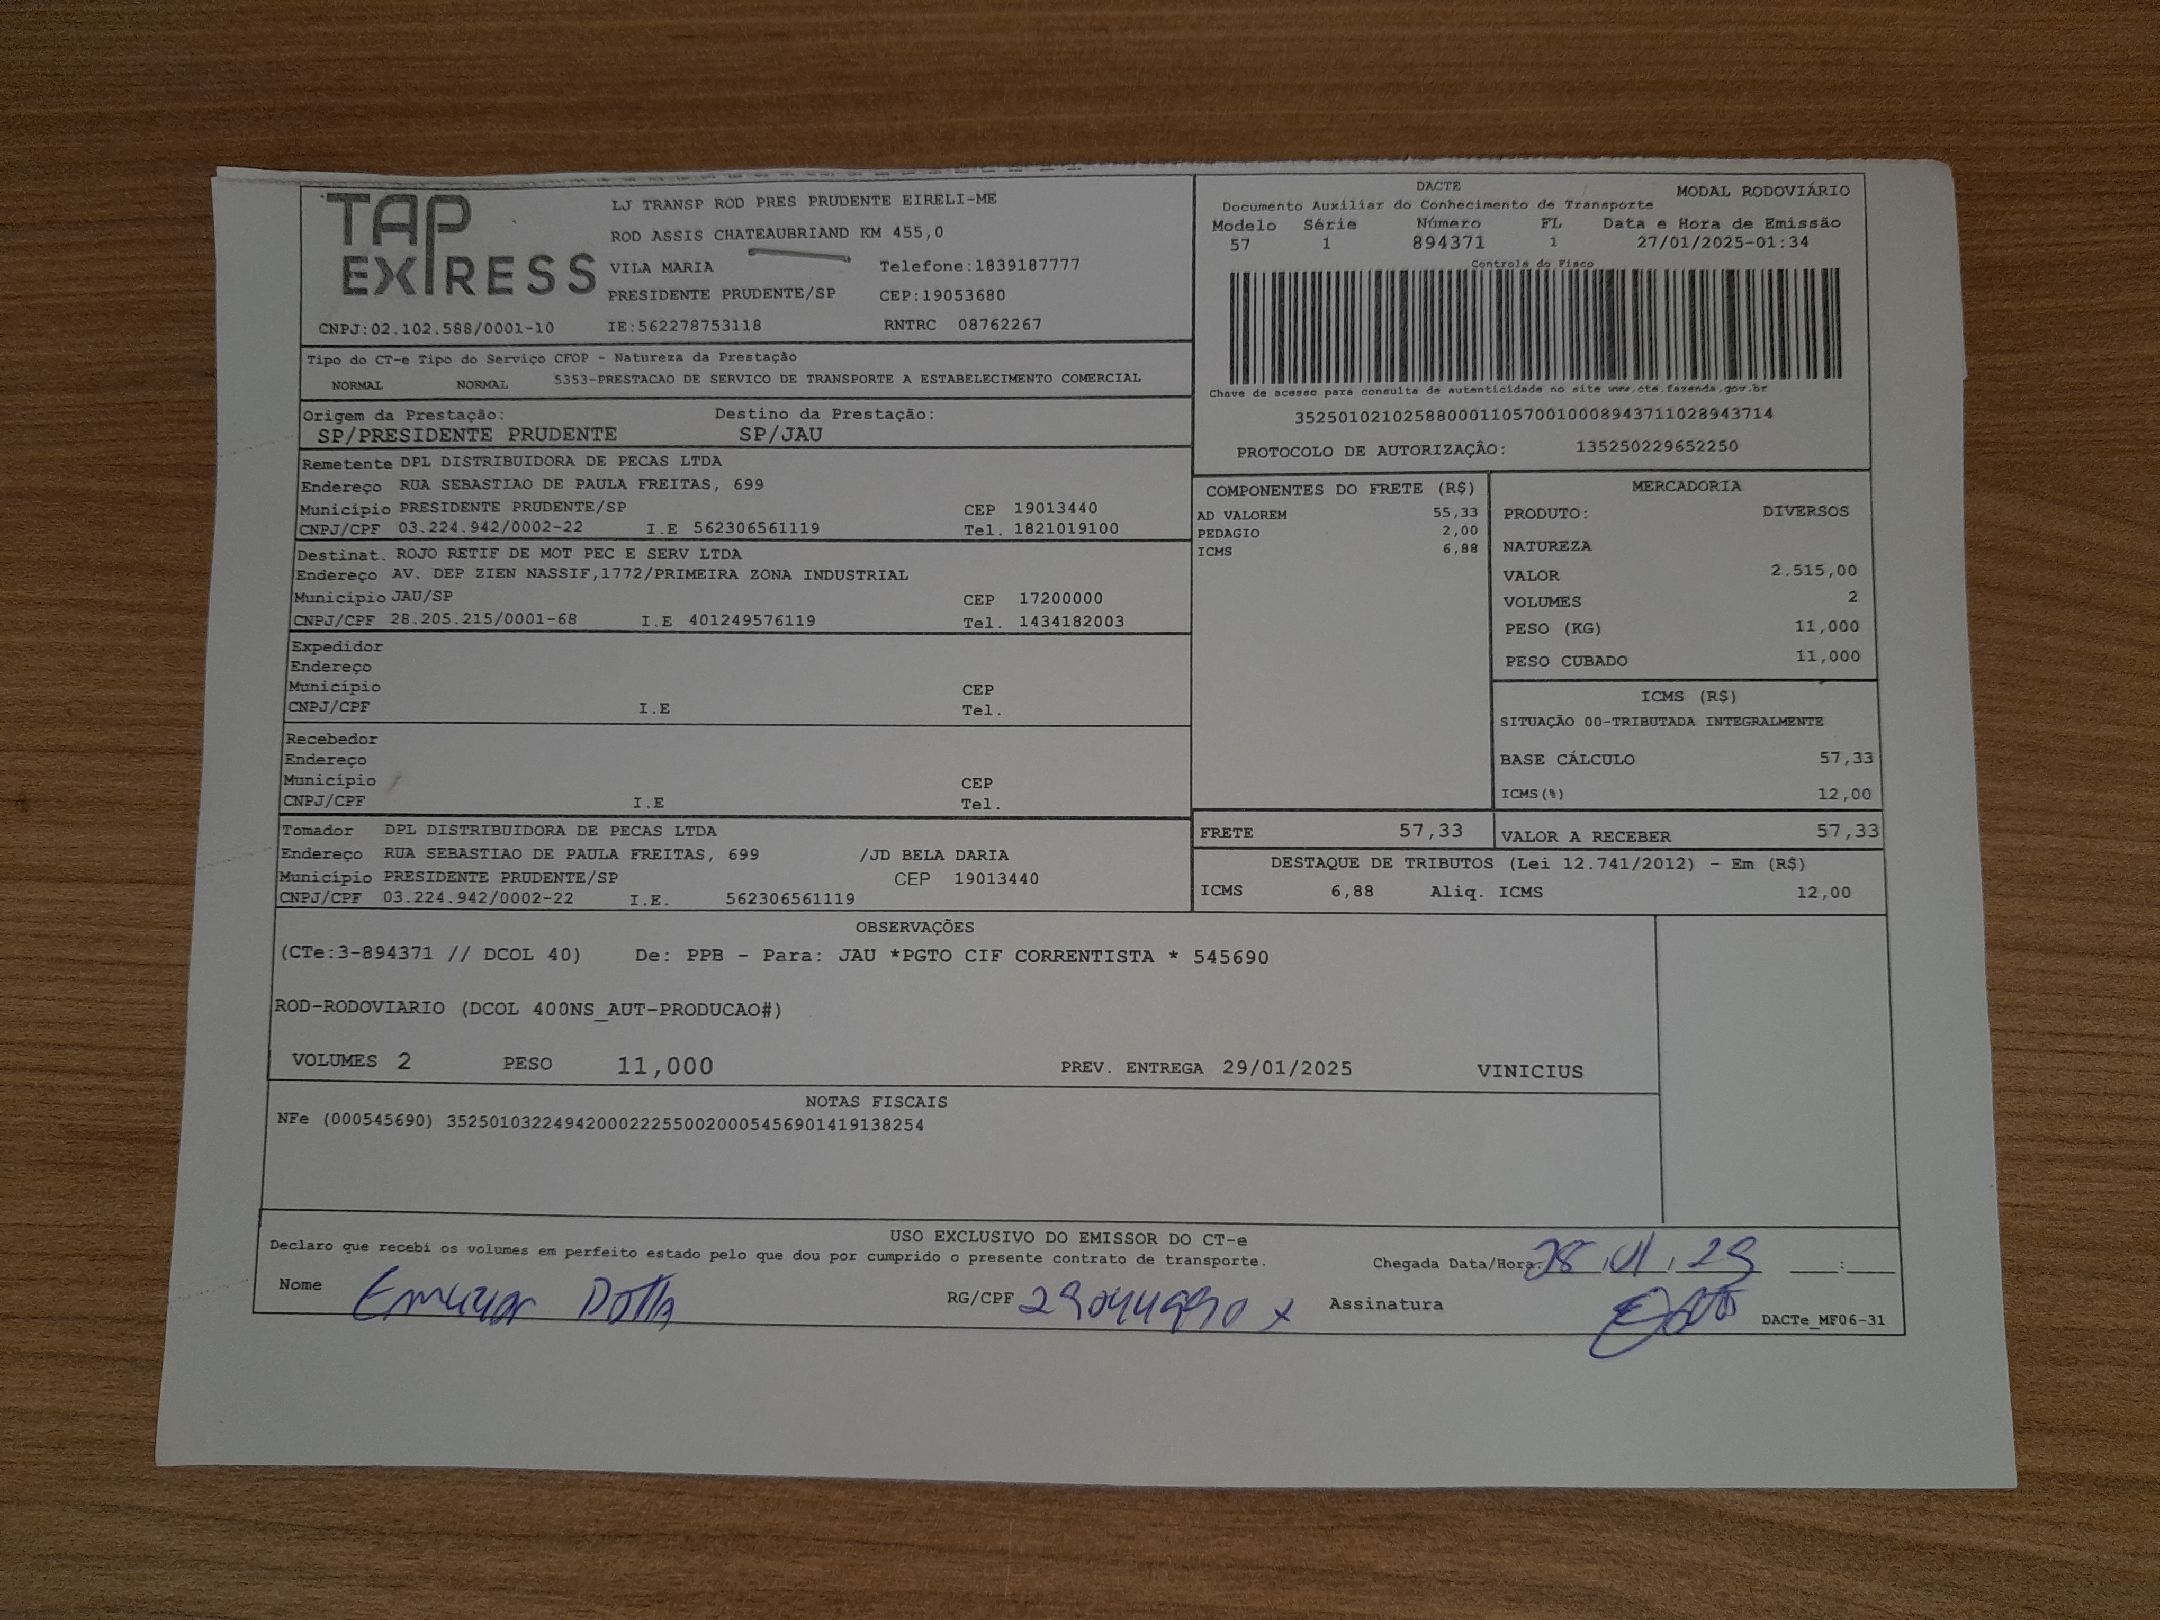 TAP EXPRESS
LJ TRANSP ROD PRES PRUDENTE EIRELI-ME
ROD ASSIS CHATEAUBRIAND KM 455,0
VILA MARIA Telefone:1839187777
PRESIDENTE PRUDENTE/SP CEP:19053680
CNPJ:02.102.588/0001-10 IE:562278753118 RNTRC 08762267
DACTE MODAL RODOVIÁRIO
Documento Auxiliar do Conhecimento de Transporte
Modelo Série Número FL Data e Hora de Emissão
57 1 894371 1 27/01/2025-01:34
Controle do Fisco
Chave de acesso para consulta de autenticidade no site www.cte.fazenda.gov.br
35250102102588000110570010008943711028943714
PROTOCOLO DE AUTORIZAÇÂO: 135250229652250
Tipo do CT-e Tipo do Serviço CFOP - Natureza da Prestação
NORMAL NORMAL 5353-PRESTACAO DE SERVICO DE TRANSPORTE A ESTABELECIMENTO COMERCIAL
Origem da Prestação: Destino da Prestação:
SP/PRESIDENTE PRUDENTE SP/JAU
Remetente DPL DISTRIBUIDORA DE PECAS LTDA
Endereço RUA SEBASTIAO DE PAULA FREITAS, 699
Município PRESIDENTE PRUDENTE/SP CEP 19013440
CNPJ/CPF 03.224.942/0002-22 I.E 562306561119 Tel. 1821019100
Destinat. ROJO RETIF DE MOT PEC E SERV LTDA
Endereço AV. DEP ZIEN NASSIF,1772/PRIMEIRA ZONA INDUSTRIAL
Município JAU/SP CEP 17200000
CNPJ/CPF 28.205.215/0001-68 I.E 401249576119 Tel. 1434182003
Expedidor
Endereço
Município CEP
CNPJ/CPF I.E Tel.
Recebedor
Endereço
Município CEP
CNPJ/CPF I.E Tel.
Tomador DPL DISTRIBUIDORA DE PECAS LTDA
Endereço RUA SEBASTIAO DE PAULA FREITAS, 699 /JD BELA DARIA
Município PRESIDENTE PRUDENTE/SP CEP 19013440
CNPJ/CPF 03.224.942/0002-22 I.E. 562306561119
COMPONENTES DO FRETE (R$)
AD VALOREM 55,33
PEDAGIO 2,00
ICMS 6,88
MERCADORIA
PRODUTO: DIVERSOS
NATUREZA
VALOR 2.515,00
VOLUMES 2
PESO (KG) 11,000
PESO CUBADO 11,000
ICMS (R$)
SITUAÇÃO 00-TRIBUTADA INTEGRALMENTE
BASE CÁLCULO 57,33
ICMS(%) 12,00
FRETE 57,33 VALOR A RECEBER 57,33
DESTAQUE DE TRIBUTOS (Lei 12.741/2012) - Em (R$)
ICMS 6,88 Aliq. ICMS 12,00
OBSERVAÇÕES
(CTe:3-894371 // DCOL 40) De: PPB - Para: JAU *PGTO CIF CORRENTISTA * 545690
ROD-RODOVIARIO (DCOL 400NS_AUT-PRODUCAO#)
VOLUMES 2 PESO 11,000 PREV. ENTREGA 29/01/2025 VINICIUS
NOTAS FISCAIS
NFe (000545690) 35250103224942000222550020005456901419138254
USO EXCLUSIVO DO EMISSOR DO CT-e
Declaro que recebi os volumes em perfeito estado pelo que dou por cumprido o presente contrato de transporte.
Chegada Data/Hora: :
Nome RG/CPF Assinatura
DACTe_MF06-31